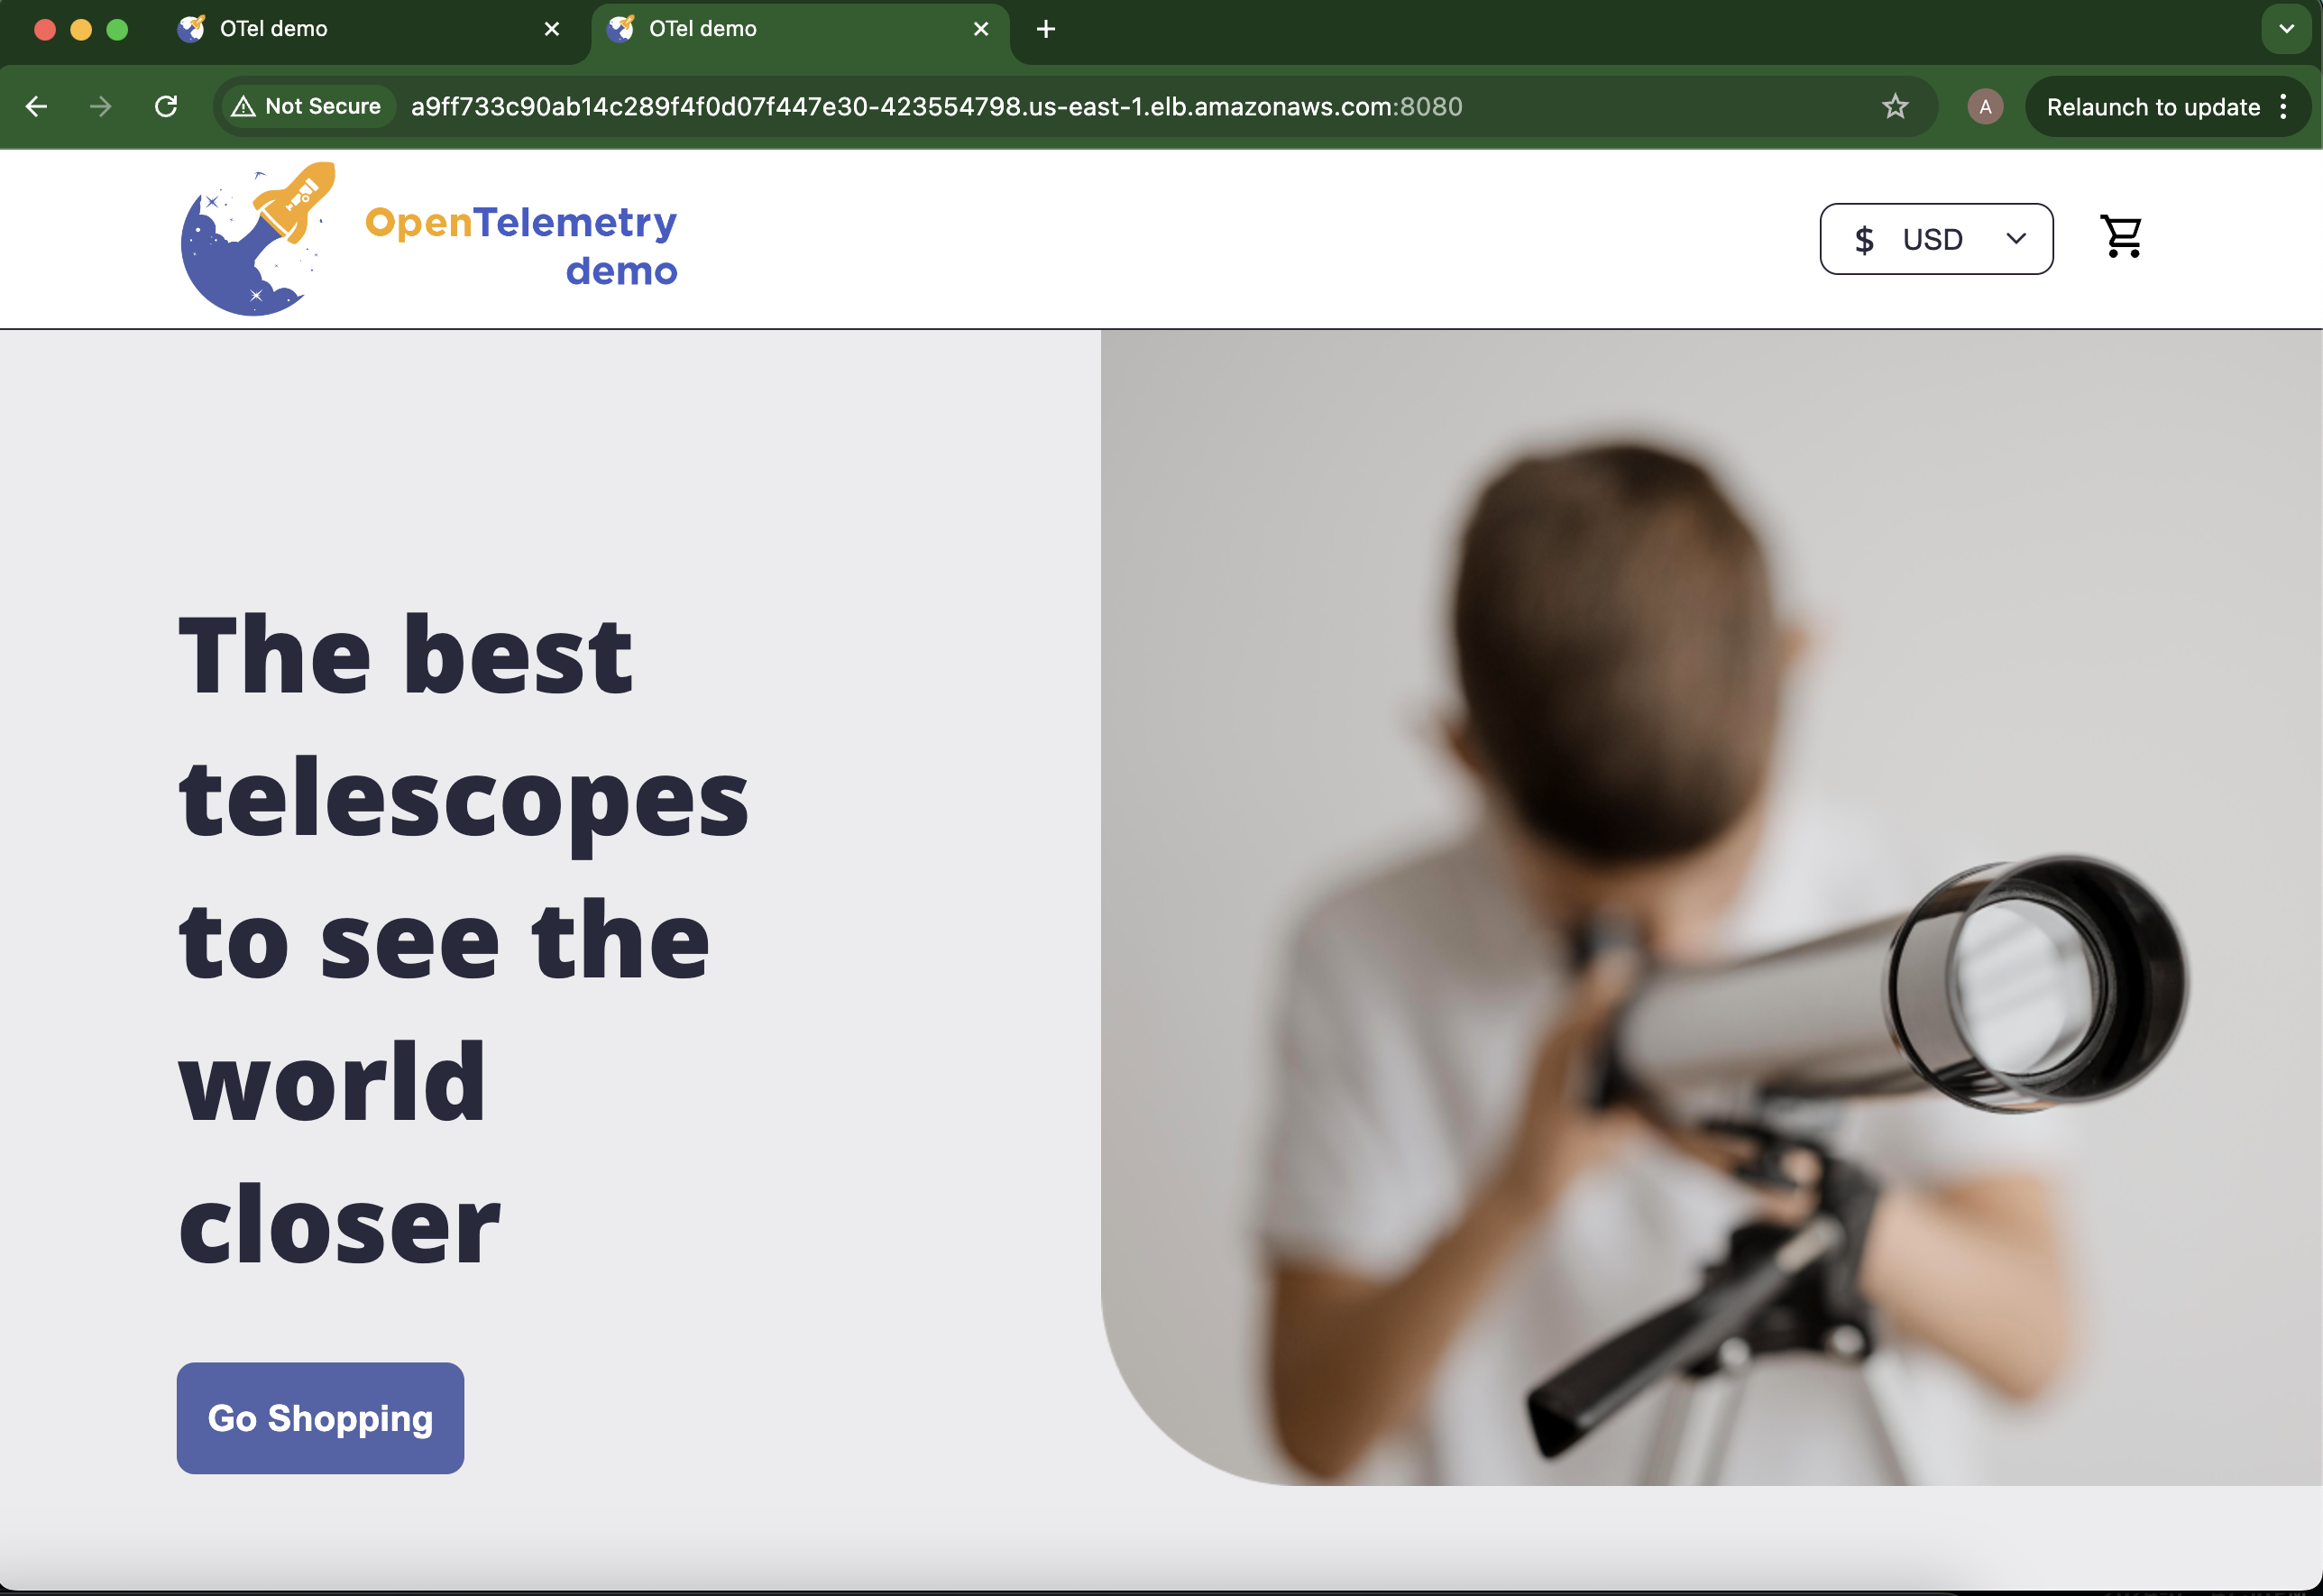 OTel demo
OTel demo
Not Secure a9ff733c90ab14c289f4f0d07f447e30-423554798.us-east-1.elb.amazonaws.com:8080
A
Relaunch to update
OpenTelemetry
demo
$ USD
The best
telescopes
to see the
world
closer
Go Shopping